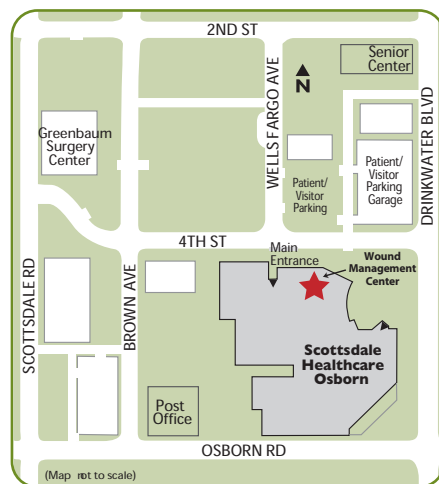 2ND ST
Senior
Center
WELLS FARGO AVE
N
DRINKWATER BLVD
Greenbaum
Surgery
Center
Patient/
Visitor
Parking
Garage
Patient/
Visitor
Parking
4TH ST
Main
Entrance
Wound
Management
Center
SCOTTSDALE RD
BROWN AVE
Scottsdale
Healthcare
Osborn
Post
Office
OSBORN RD
(Map not to scale)